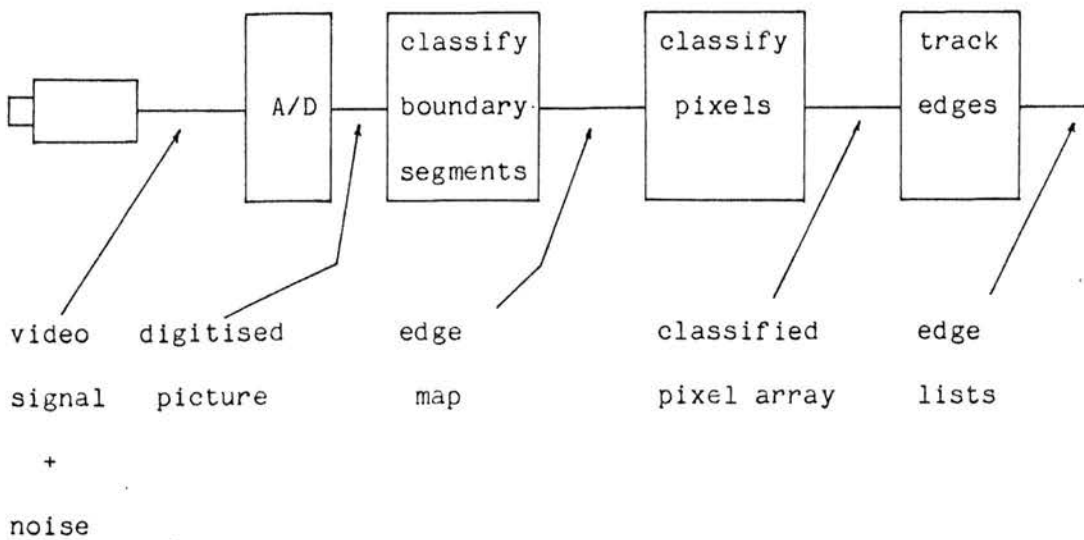 classify
boundary
segments
A/D
classify
pixels
track
edges
video
signal
+
noise
digitised
picture
edge
map
classified
pixel array
edge
lists